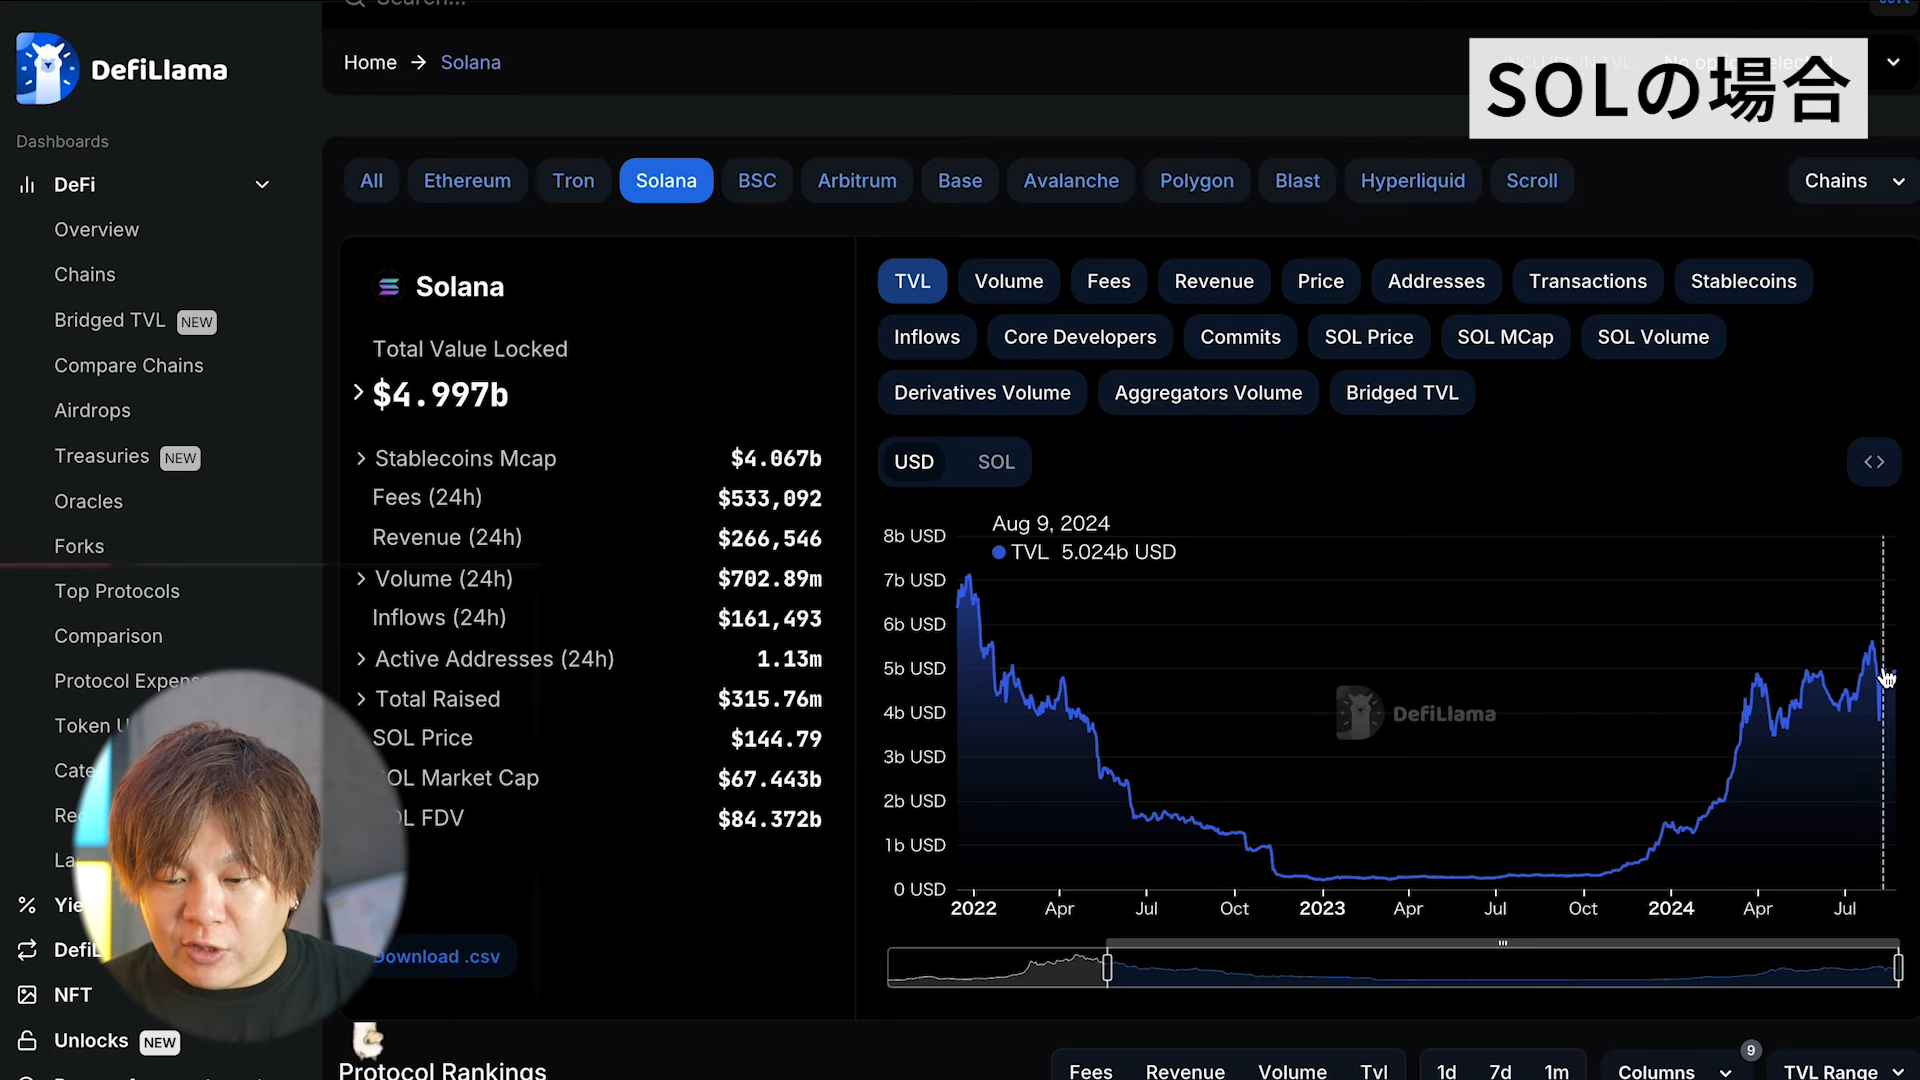 DefiLlama
Home → Solana
SOLの場合
Dashboards
DeFi
Overview
Chains
Bridged TVL NEW
Compare Chains
Airdrops
Treasuries NEW
Oracles
Forks
Top Protocols
Comparison
Protocol
Token
NFT
Unlocks NEW
All Ethereum Tron Solana BSC Arbitrum Base Avalanche Polygon Blast Hyperliquid Scroll Chains
Solana
Total Value Locked
$4.997b
Stablecoins Mcap $4.067b
Fees (24h) $533,092
Revenue (24h) $266,546
Volume (24h) $702.89m
Inflows (24h) $161,493
Active Addresses (24h) 1.13m
Total Raised $315.76m
SOL Price $144.79
OL Market Cap $67.443b
OL FDV $84.372b
Download .csv
TVL Volume Fees Revenue Price Addresses Transactions Stablecoins
Inflows Core Developers Commits SOL Price SOL MCap SOL Volume
Derivatives Volume Aggregators Volume Bridged TVL
USD SOL
Aug 9, 2024
TVL 5.024b USD
8b USD
7b USD
6b USD
5b USD
4b USD
3b USD
2b USD
1b USD
0 USD
DefiLlama
2022 Apr Jul Oct 2023 Apr Jul Oct 2024 Apr Jul
Protocol Rankings
Fees Revenue Volume Tvl 1d 7d 1m Columns 9 TVL Range